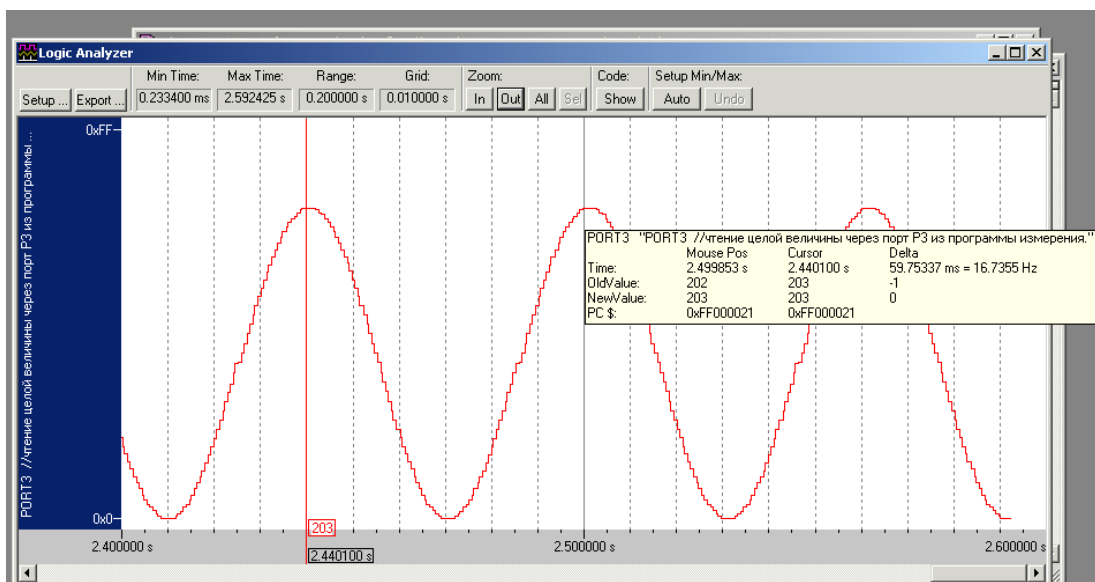 Logic Analyzer
Min Time: Max Time: Range: Grid: Zoom: Code: Setup Min/Max:
Setup ... Export ... 0.233400 ms 2.592425 s 0.200000 s 0.010000 s In Out All Sel Show Auto Undo
PORT3 //чтение целой величины через порт P3 из программы ...
0xFF
PORT3 "PORT3 //чтение целой величины через порт P3 из программы измерения."
Mouse Pos Cursor Delta
Time: 2.499853 s 2.440100 s 59.75337 ms = 16.7355 Hz
OldValue: 202 203 -1
NewValue: 203 203 0
PC $: 0xFF000021 0xFF000021
0x0
203
2.400000 s 2.500000 s 2.600000 s
2.440100 s